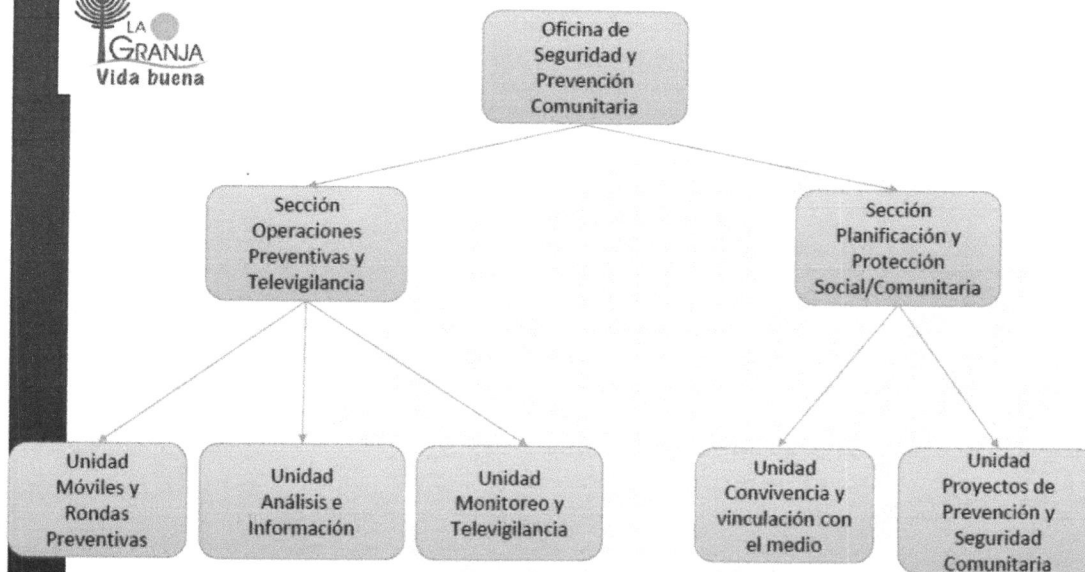 LA
GRANJA
Vida buena
Oficina de
Seguridad y
Prevención
Comunitaria
Sección
Operaciones
Preventivas y
Televigilancia
Sección
Planificación y
Protección
Social/Comunitaria
Unidad
Móviles y
Rondas
Preventivas
Unidad
Análisis e
Información
Unidad
Monitoreo y
Televigilancia
Unidad
Convivencia y
vinculación con
el medio
Unidad
Proyectos de
Prevención y
Seguridad
Comunitaria